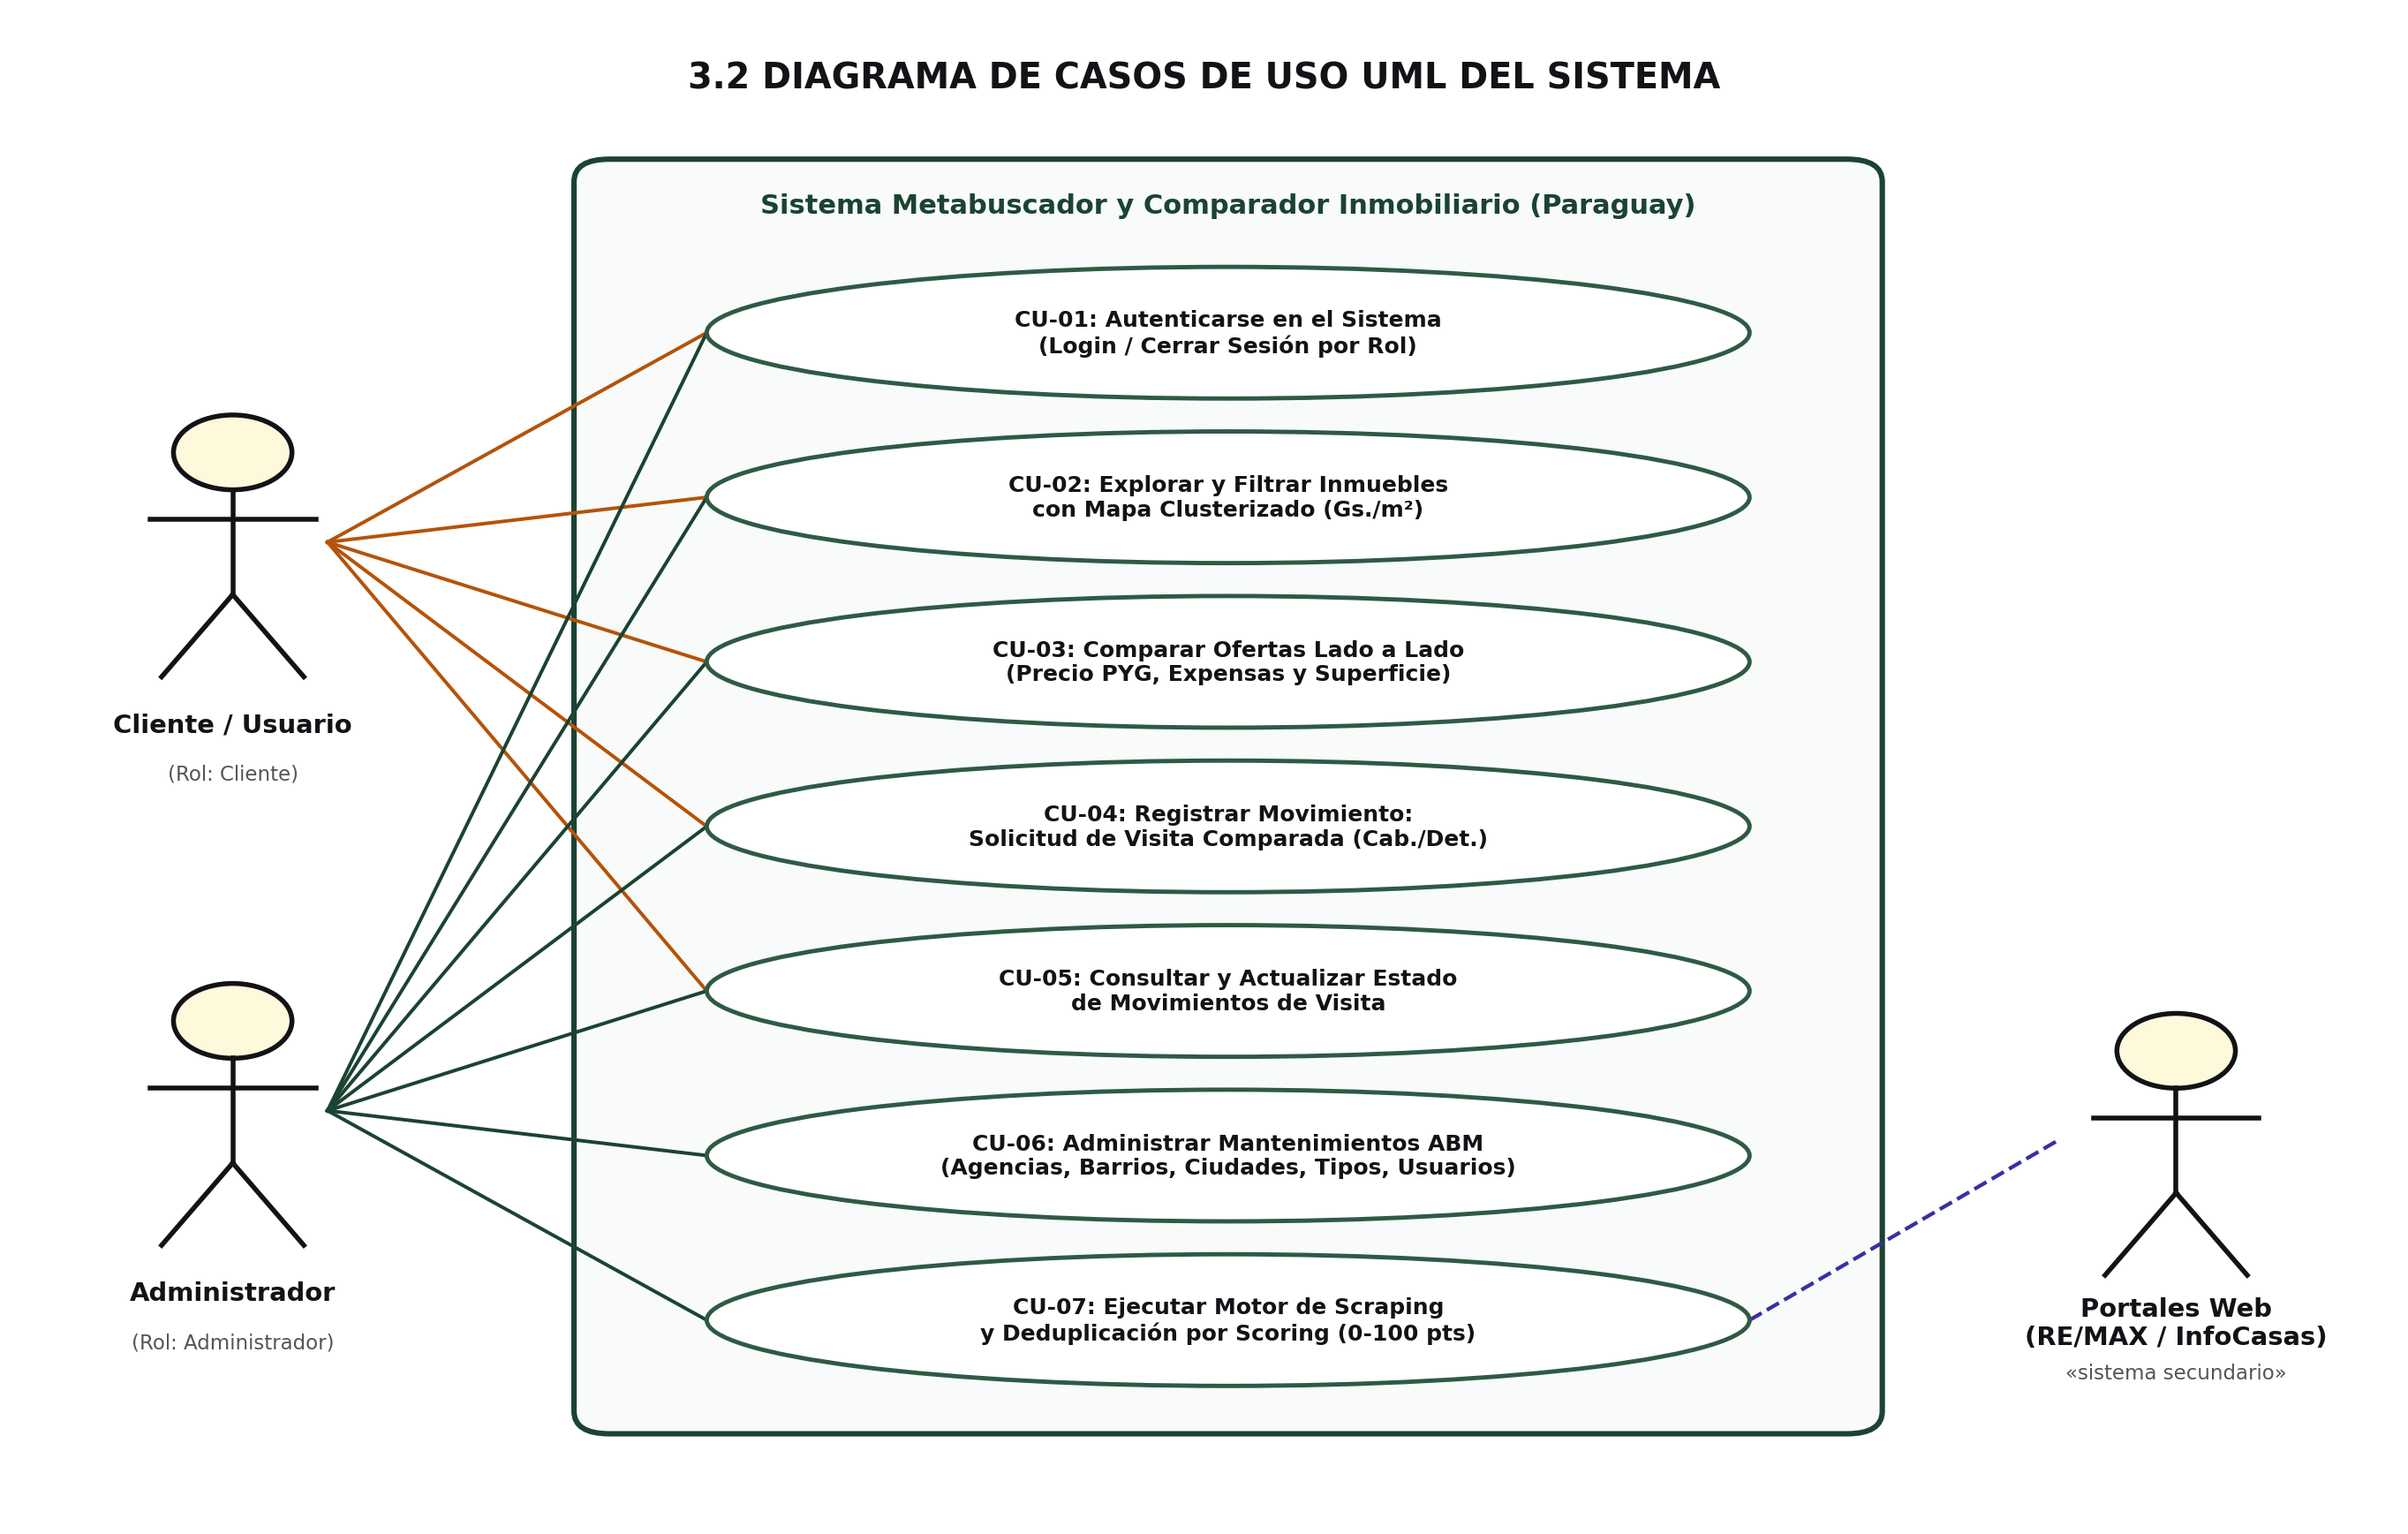 3.2 DIAGRAMA DE CASOS DE USO UML DEL SISTEMA
Sistema Metabuscador y Comparador Inmobiliario (Paraguay)
CU-01: Autenticarse en el Sistema
(Login / Cerrar Sesión por Rol)
CU-02: Explorar y Filtrar Inmuebles
con Mapa Clusterizado (Gs./m²)
CU-03: Comparar Ofertas Lado a Lado
(Precio PYG, Expensas y Superficie)
Cliente / Usuario
(Rol: Cliente)
CU-04: Registrar Movimiento:
Solicitud de Visita Comparada (Cab./Det.)
CU-05: Consultar y Actualizar Estado
de Movimientos de Visita
CU-06: Administrar Mantenimientos ABM
(Agencias, Barrios, Ciudades, Tipos, Usuarios)
Administrador
(Rol: Administrador)
CU-07: Ejecutar Motor de Scraping
y Deduplicación por Scoring (0-100 pts)
Portales Web
(RE/MAX / InfoCasas)
«sistema secundario»